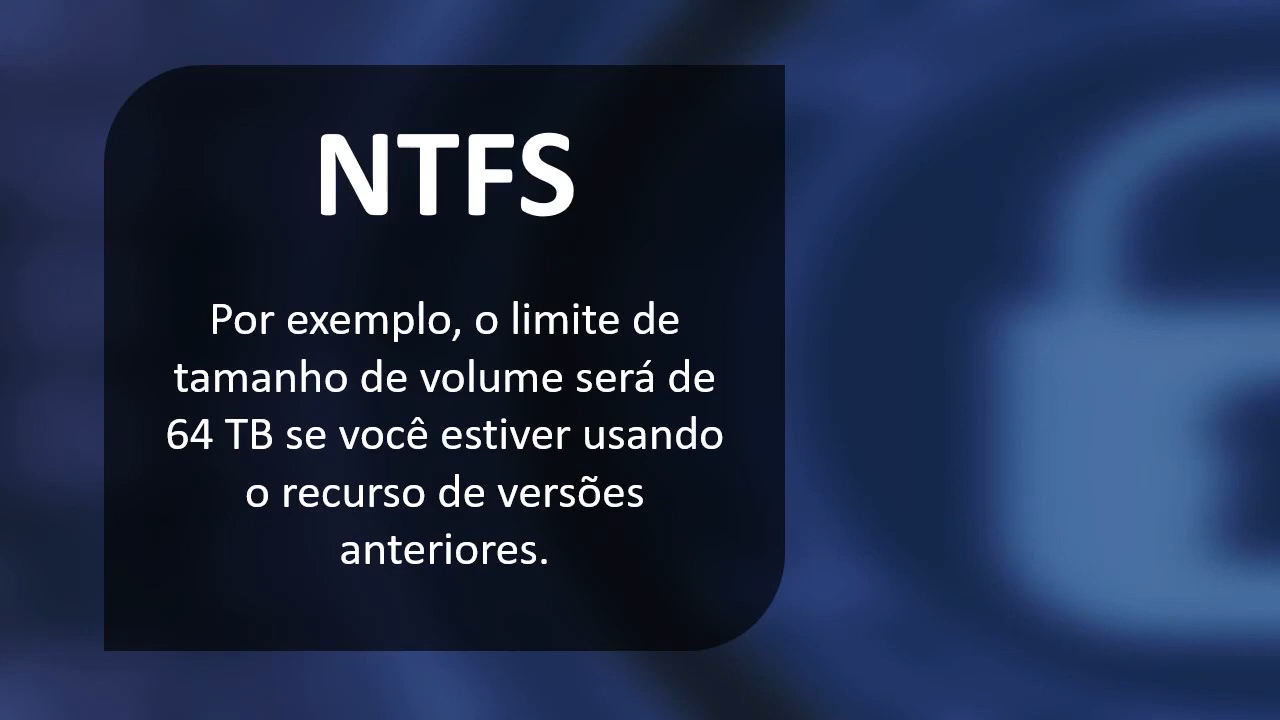 NTFS
Por exemplo, o limite de
tamanho de volume será de
64 TB se você estiver usando
o recurso de versões
anteriores.